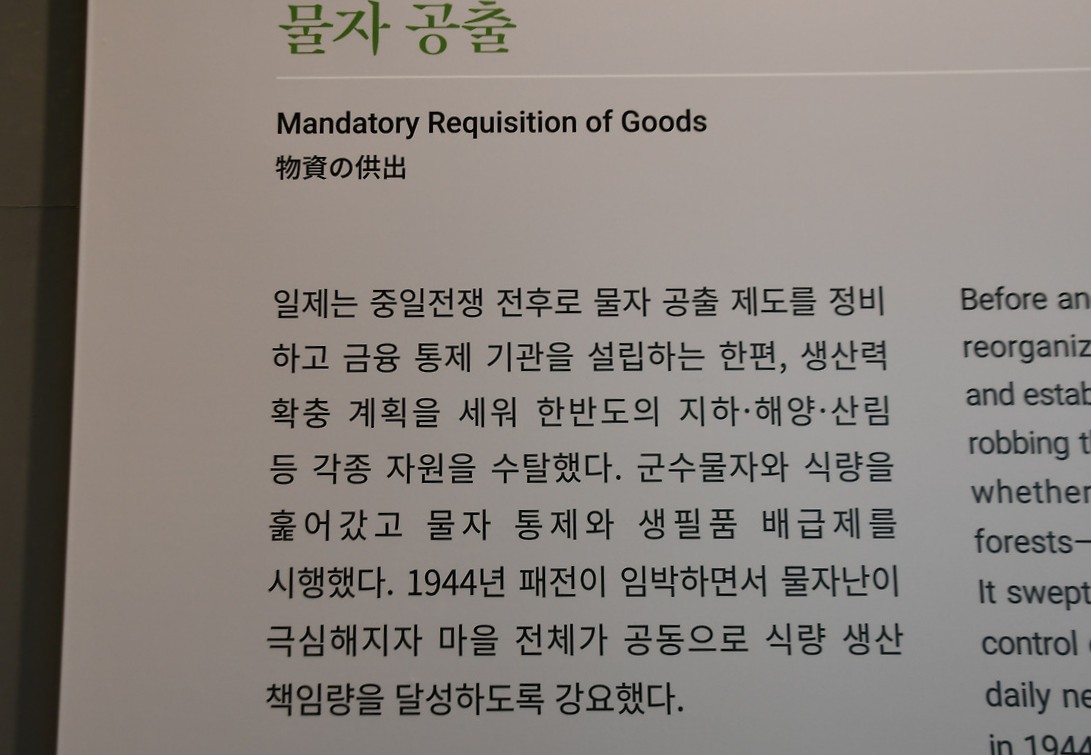 물자 공출
Mandatory Requisition of Goods
物資の供出
일제는 중일전쟁 전후로 물자 공출 제도를 정비
하고 금융 통제 기관을 설립하는 한편, 생산력
확충 계획을 세워 한반도의 지하·해양·산림
등 각종 자원을 수탈했다. 군수물자와 식량을
훑어갔고 물자 통제와 생필품 배급제를
시행했다. 1944년 패전이 임박하면서 물자난이
극심해지자 마을 전체가 공동으로 식량 생산
책임량을 달성하도록 강요했다.
Before
and
robbing
whether
forests—
It swept
control
daily
in 1944